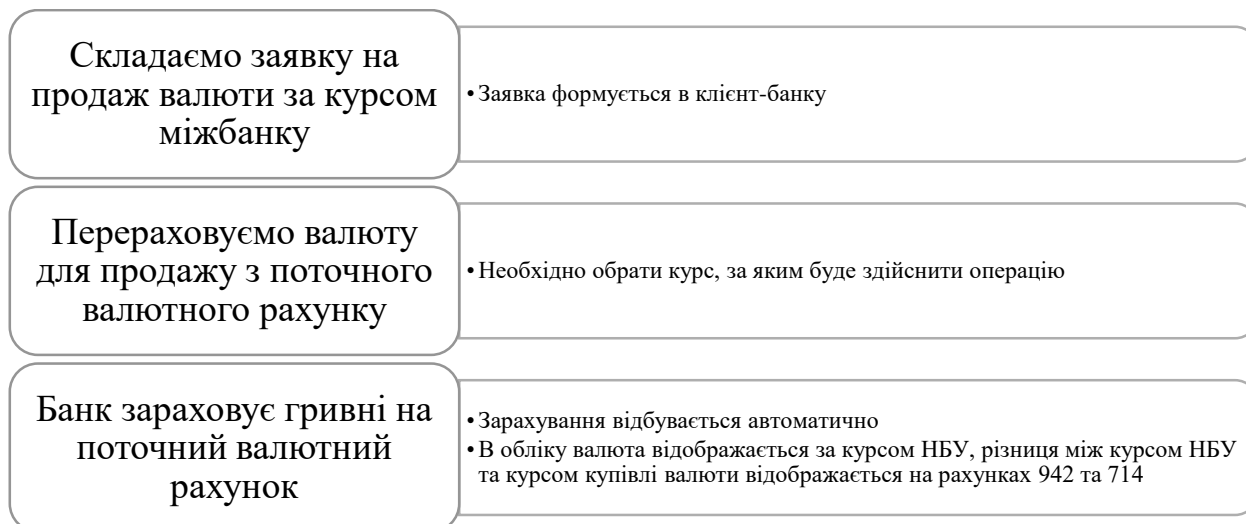 Складаємо заявку на
продаж валюти за курсом
міжбанку
• Заявка формується в клієнт-банку
Перераховуємо валюту
для продажу з поточного
валютного рахунку
• Необхідно обрати курс, за яким буде здійснити операцію
Банк зараховує гривні на
поточний валютний
рахунок
• Зарахування відбувається автоматично
• В обліку валюта відображається за курсом НБУ, різниця між курсом НБУ
та курсом купівлі валюти відображається на рахунках 942 та 714